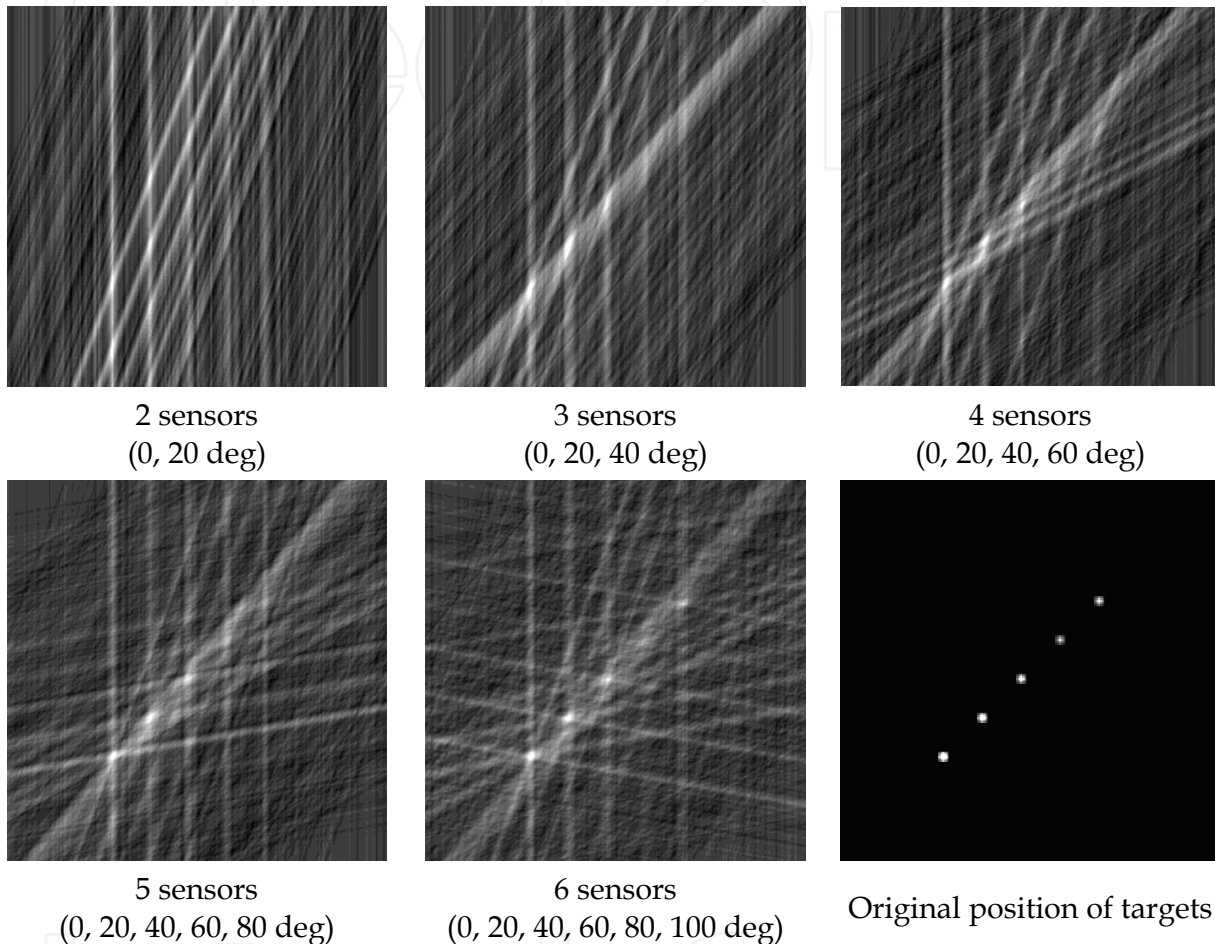 2 sensors
(0, 20 deg)
3 sensors
(0, 20, 40 deg)
4 sensors
(0, 20, 40, 60 deg)
5 sensors
(0, 20, 40, 60, 80 deg)
6 sensors
(0, 20, 40, 60, 80, 100 deg)
Original position of targets